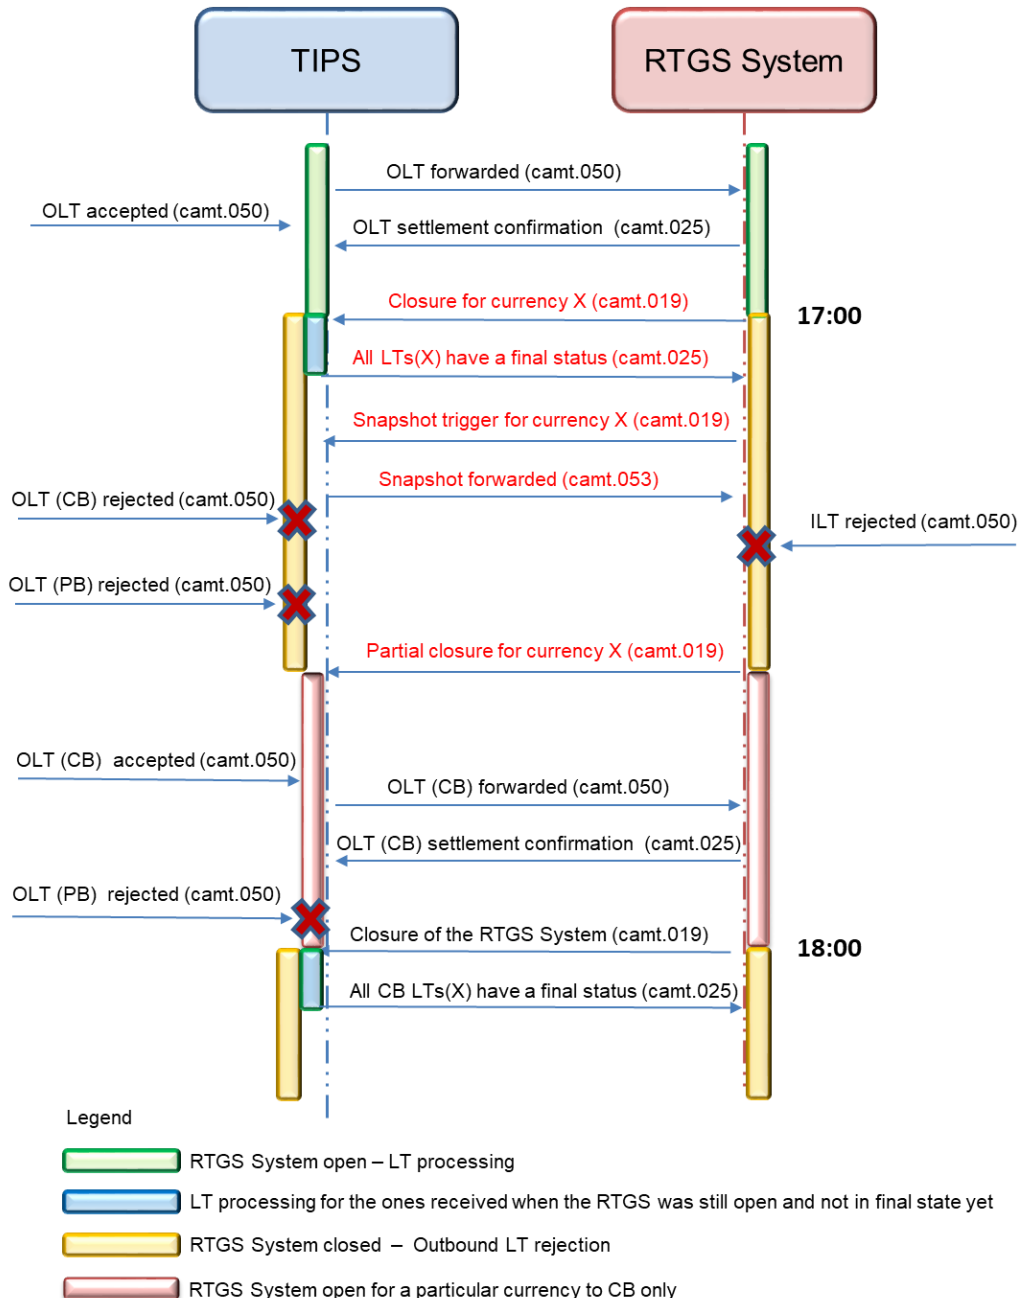 TIPS
RTGS System
OLT forwarded (camt.050)
OLT accepted (camt.050)
OLT settlement confirmation (camt.025)
Closure for currency X (camt.019)
17:00
All LTs(X) have a final status (camt.025)
Snapshot trigger for currency X (camt.019)
Snapshot forwarded (camt.053)
OLT (CB) rejected (camt.050)
ILT rejected (camt.050)
OLT (PB) rejected (camt.050)
Partial closure for currency X (camt.019)
OLT (CB) accepted (camt.050)
OLT (CB) forwarded (camt.050)
OLT (CB) settlement confirmation (camt.025)
OLT (PB) rejected (camt.050)
Closure of the RTGS System (camt.019)
18:00
All CB LTs(X) have a final status (camt.025)
Legend
RTGS System open – LT processing
LT processing for the ones received when the RTGS was still open and not in final state yet
RTGS System closed – Outbound LT rejection
RTGS System open for a particular currency to CB only